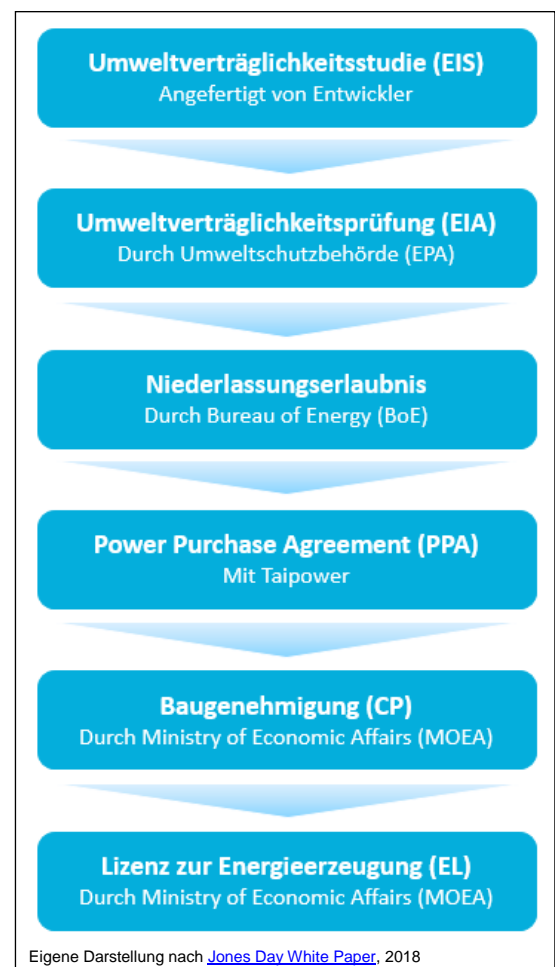 Umweltverträglichkeitsstudie (EIS)
Angefertigt von Entwickler
Umweltverträglichkeitsprüfung (EIA)
Durch Umweltschutzbehörde (EPA)
Niederlassungserlaubnis
Durch Bureau of Energy (BoE)
Power Purchase Agreement (PPA)
Mit Taipower
Baugenehmigung (CP)
Durch Ministry of Economic Affairs (MOEA)
Lizenz zur Energieerzeugung (EL)
Durch Ministry of Economic Affairs (MOEA)
Eigene Darstellung nach Jones Day White Paper, 2018